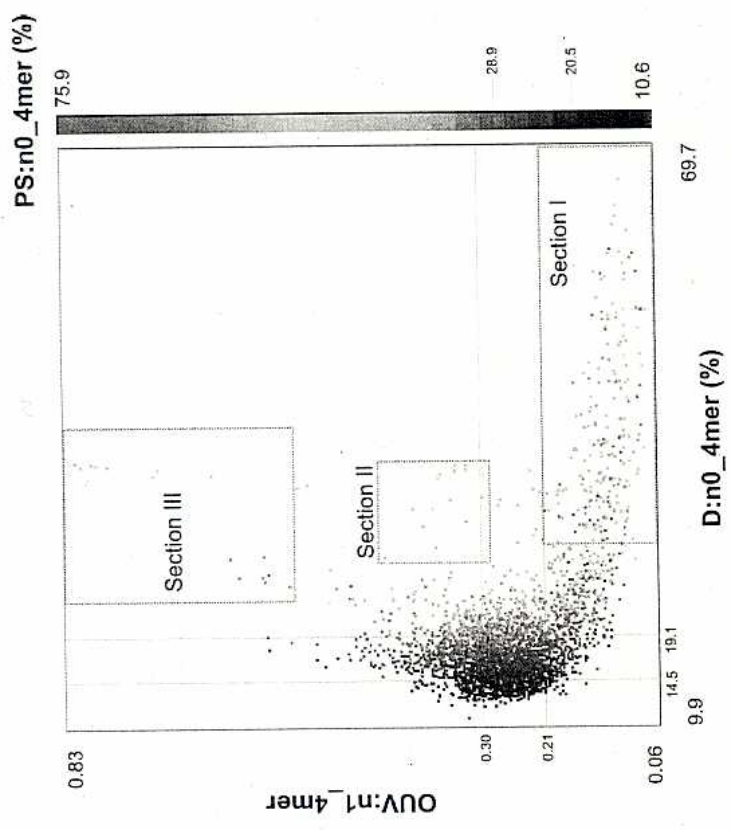 PS:n0_4mer (%)
75.9
28.9
20.5
10.6
Section III
Section II
Section I
0.83
0.30
0.21
0.06
OUV:n1_4mer
9.9
14.5
19.1
69.7
D:n0_4mer (%)